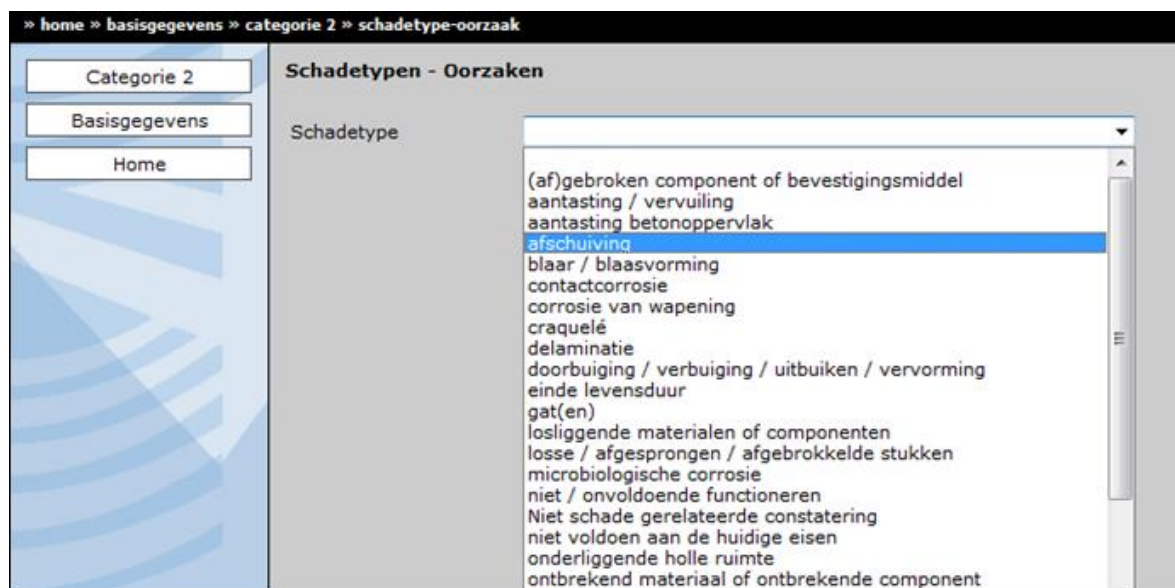 » home » basisgegevens » categorie 2 » schadetype-oorzaak
Categorie 2
Basisgegevens
Home
Schadetypen - Oorzaken
Schadetype
(af)gebroken component of bevestigingsmiddel
aantasting / vervuiling
aantasting betonoppervlak
afschuiving
blaar / blaasvorming
contactcorrosie
corrosie van wapening
craquelé
delaminatie
doorbuiging / verbuiging / uitbuiken / vervorming
einde levensduur
gat(en)
losliggende materialen of componenten
losse / afgesprongen / afgebrokkelde stukken
microbiologische corrosie
niet / onvoldoende functioneren
Niet schade gerelateerde constatering
niet voldoen aan de huidige eisen
onderliggende holle ruimte
ontbrekend materiaal of ontbrekende component